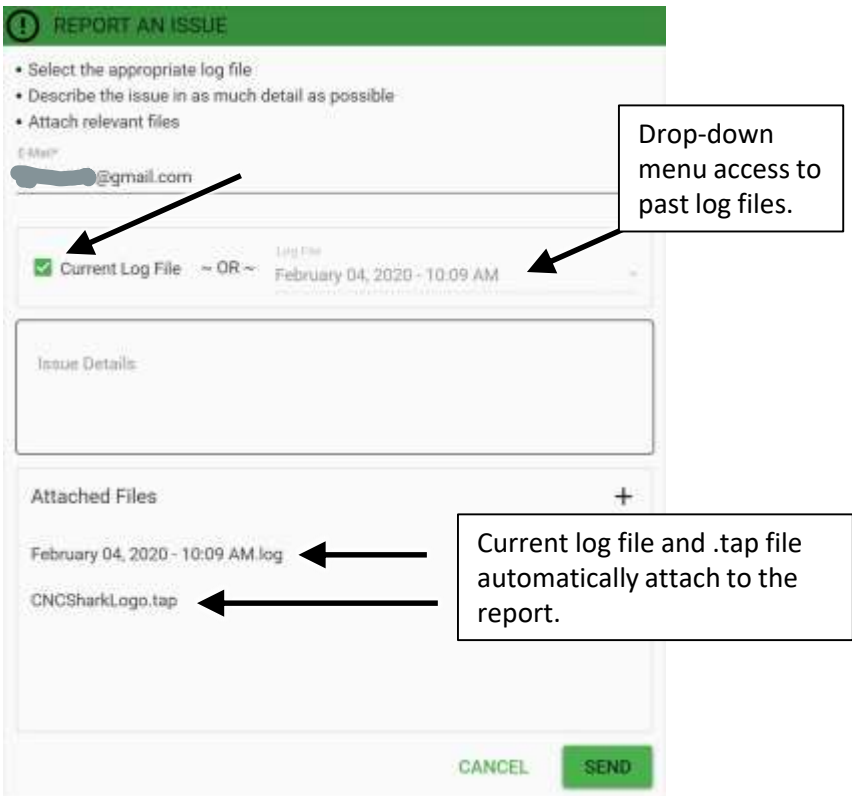 REPORT AN ISSUE
• Select the appropriate log file
• Describe the issue in as much detail as possible
• Attach relevant files
E-Mail*
@gmail.com
Drop-down
menu access to
past log files.
Log File
Current Log File ~ OR ~ February 04, 2020 - 10:09 AM
Issue Details
Attached Files +
February 04, 2020 - 10:09 AM.log
CNCSharkLogo.tap
Current log file and .tap file
automatically attach to the
report.
CANCEL SEND